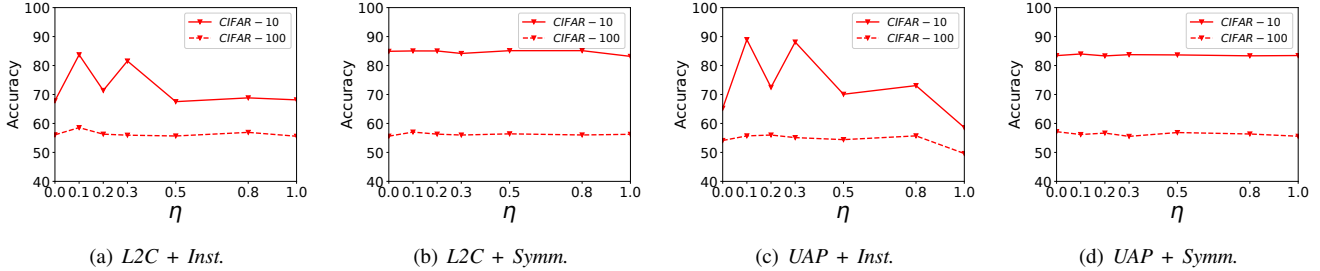 Accuracy
100
90
80
70
60
50
40
0.0 0.1 0.2 0.3 0.5 0.8 1.0
η
CIFAR − 10
CIFAR − 100
(a) L2C + Inst.
Accuracy
100
90
80
70
60
50
40
0.0 0.1 0.2 0.3 0.5 0.8 1.0
η
CIFAR − 10
CIFAR − 100
(b) L2C + Symm.
Accuracy
100
90
80
70
60
50
40
0.0 0.1 0.2 0.3 0.5 0.8 1.0
η
CIFAR − 10
CIFAR − 100
(c) UAP + Inst.
Accuracy
100
90
80
70
60
50
40
0.0 0.1 0.2 0.3 0.5 0.8 1.0
η
CIFAR − 10
CIFAR − 100
(d) UAP + Symm.